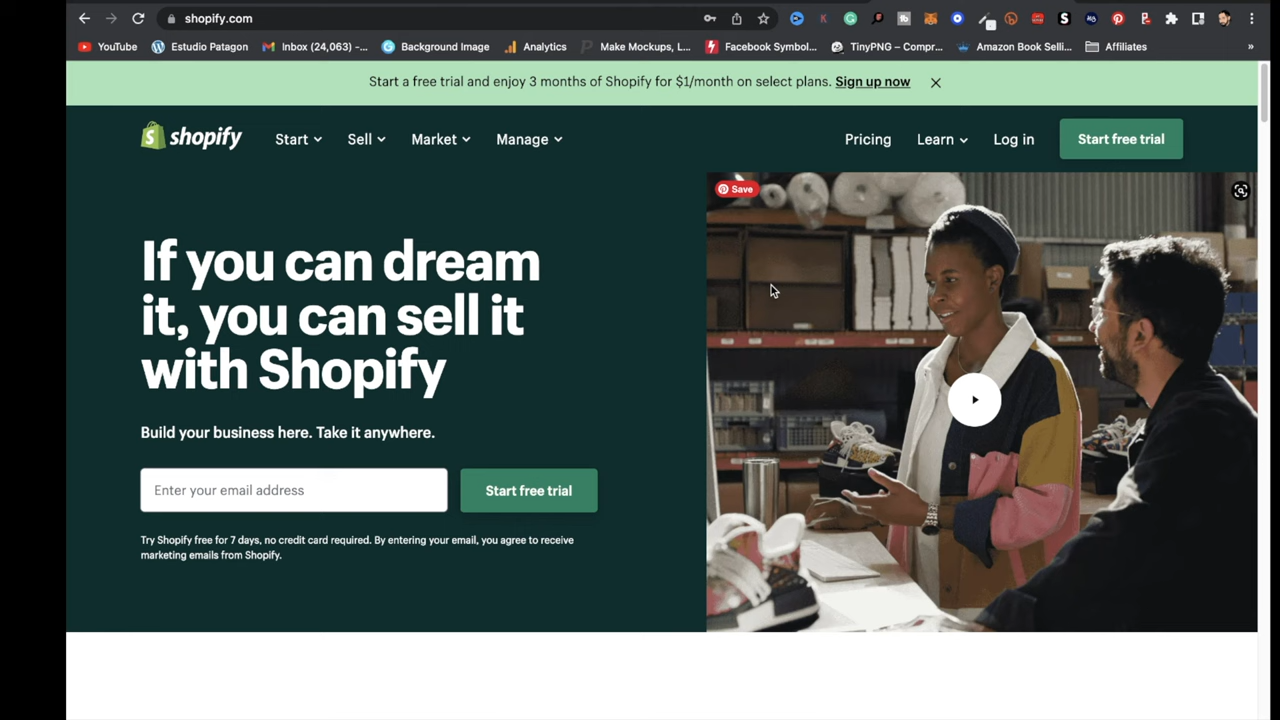 shopify.com
YouTube
Estudio Patagon
Inbox (24,063) -...
Background Image
Analytics
Make Mockups, L...
Facebook Symbol...
TinyPNG – Compr...
Amazon Book Selli...
Affiliates
»
Start a free trial and enjoy 3 months of Shopify for $1/month on select plans. Sign up now
shopify
Start
Sell
Market
Manage
Pricing
Learn
Log in
Start free trial
Save
If you can dream
it, you can sell it
with Shopify
Build your business here. Take it anywhere.
Enter your email address
Start free trial
Try Shopify free for 7 days, no credit card required. By entering your email, you agree to receive
marketing emails from Shopify.